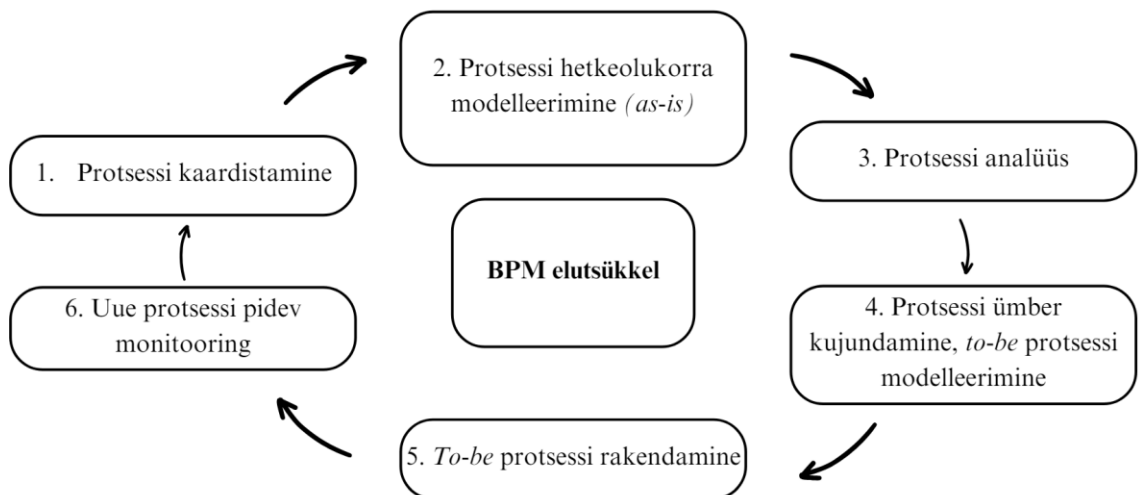 1. Protsessi kaardistamine
2. Protsessi hetkeolukorra
modelleerimine (as-is)
3. Protsessi analüüs
4. Protsessi ümber
kujundamine, to-be protsessi
modelleerimine
5. To-be protsessi rakendamine
6. Uue protsessi pidev
monitooring
BPM elutsükkel